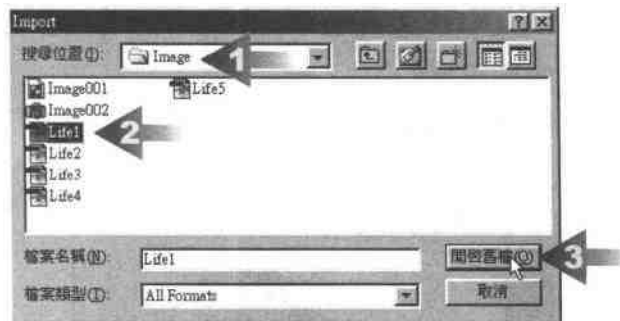 Import
搜尋位置(I): Image 1
Image001 Life5
Image002
Life1 2
Life2
Life3
Life4
檔案名稱(N): Life1 開啟舊檔(O) 3
檔案類型(T): All Formats 取消